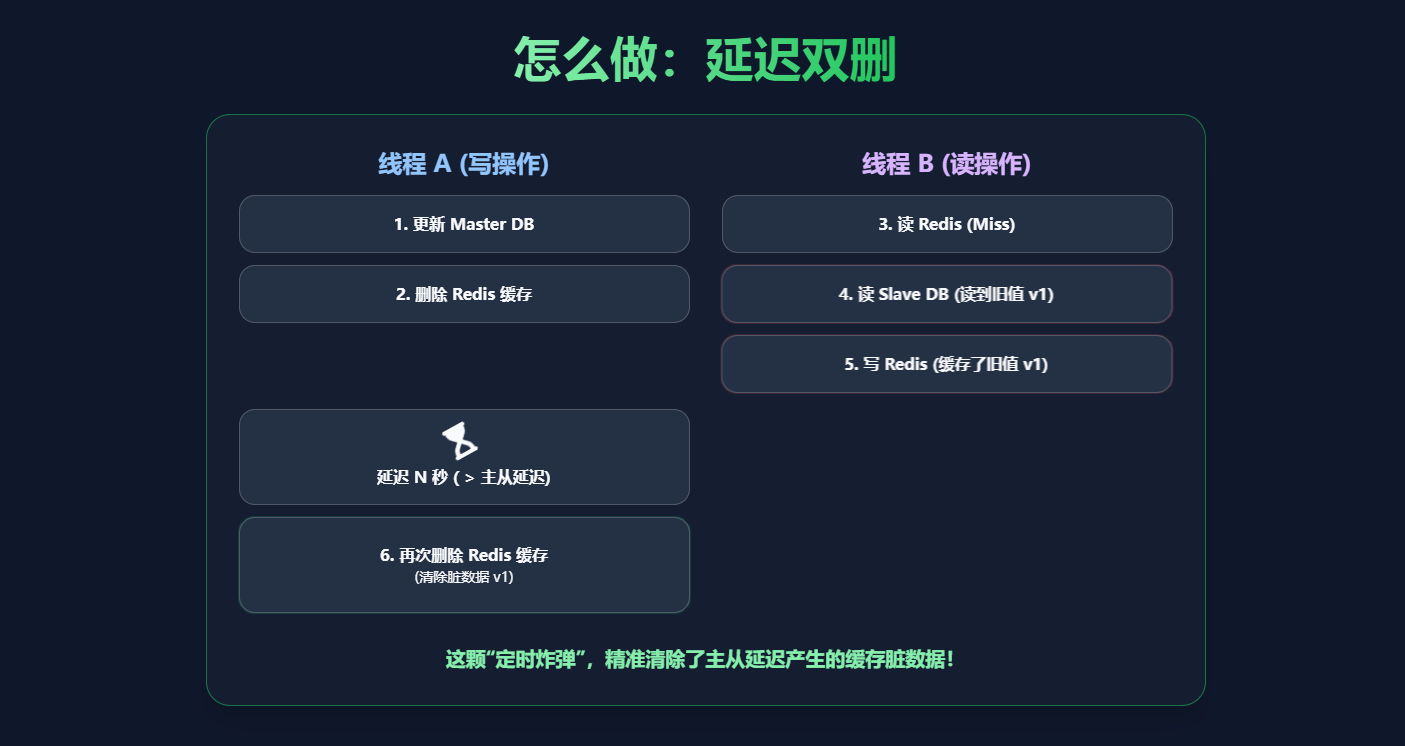 怎么做：延迟双删
线程 A (写操作)
1. 更新 Master DB
2. 删除 Redis 缓存
延迟 N 秒 ( > 主从延迟)
6. 再次删除 Redis 缓存
(清除脏数据 v1)
线程 B (读操作)
3. 读 Redis (Miss)
4. 读 Slave DB (读到旧值 v1)
5. 写 Redis (缓存了旧值 v1)
这颗“定时炸弹”，精准清除了主从延迟产生的缓存脏数据！